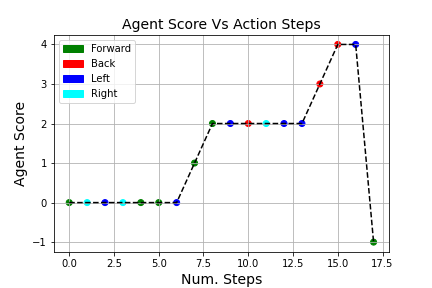 Agent Score Vs Action Steps
Forward
Back
Left
Right
Agent Score
4
3
2
1
0
−1
0.0 2.5 5.0 7.5 10.0 12.5 15.0 17.5
Num. Steps